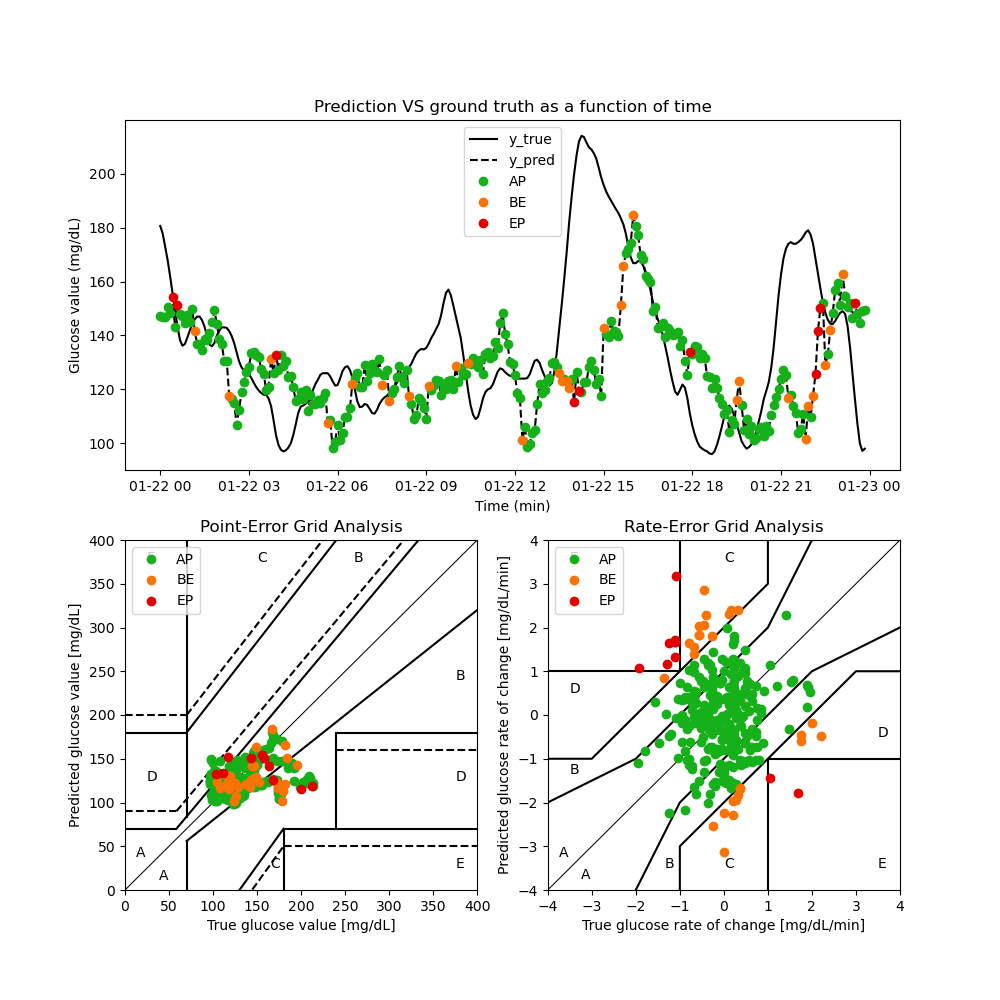 Prediction VS ground truth as a function of time
Glucose value (mg/dL)
200
180
160
140
120
100
y_true
y_pred
AP
BE
EP
01-22 00 01-22 03 01-22 06 01-22 09 01-22 12 01-22 15 01-22 18 01-22 21 01-23 00
Time (min)
Point-Error Grid Analysis
Predicted glucose value [mg/dL]
400
350
300
250
200
150
100
50
0
AP
BE
EP
C
B
B
D
D
A
A
C
E
0 50 100 150 200 250 300 350 400
True glucose value [mg/dL]
Rate-Error Grid Analysis
Predicted glucose rate of change [mg/dL/min]
4
3
2
1
0
−1
−2
−3
−4
AP
BE
EP
C
D
D
B
A
A
B
C
E
−4 −3 −2 −1 0 1 2 3 4
True glucose rate of change [mg/dL/min]